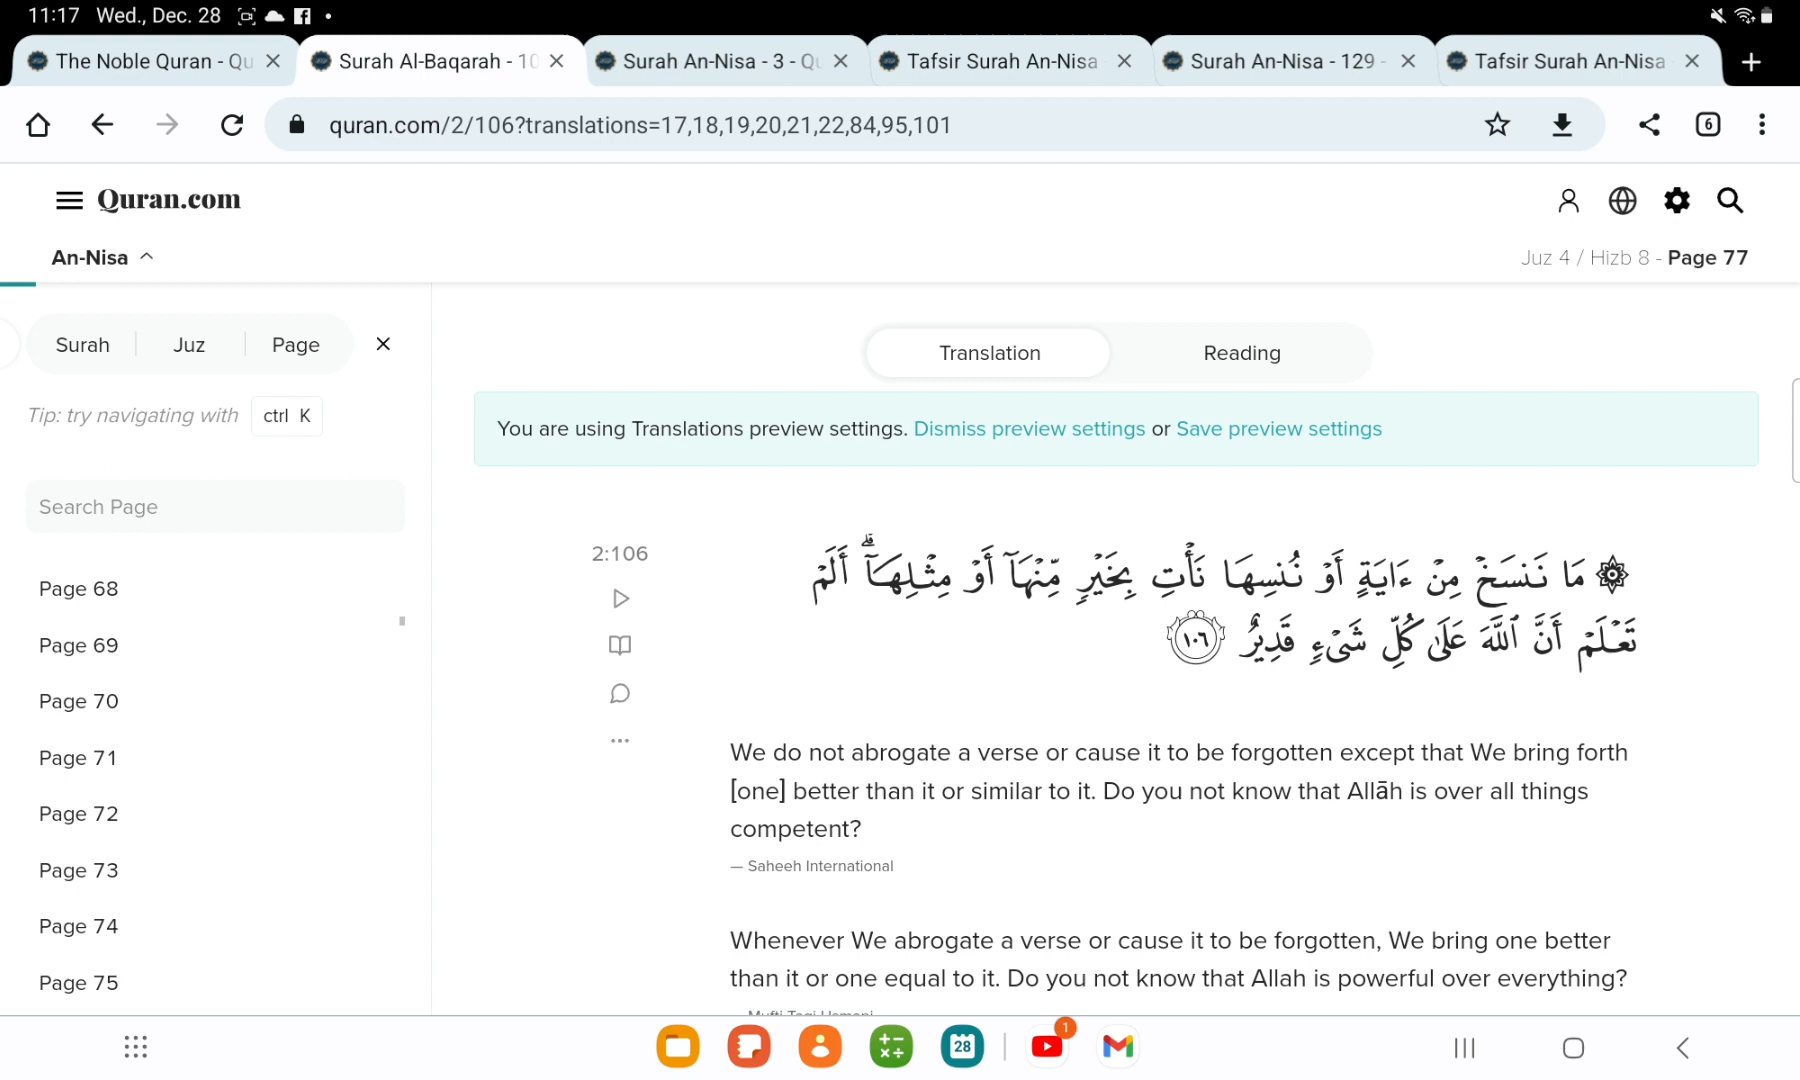 11:17 Wed., Dec. 28
The Noble Quran - Qu
Surah Al-Baqarah - 10
Surah An-Nisa - 3 - Qu
Tafsir Surah An-Nisa
Surah An-Nisa - 129 -
Tafsir Surah An-Nisa
quran.com/2/106?translations=17,18,19,20,21,22,84,95,101
6
Quran.com
An-Nisa
Juz 4 / Hizb 8 - Page 77
Surah Juz Page
Translation Reading
Tip: try navigating with ctrl K
You are using Translations preview settings. Dismiss preview settings or Save preview settings
Search Page
Page 68
Page 69
Page 70
Page 71
Page 72
Page 73
Page 74
Page 75
2:106
۞ مَا نَنسَخْ مِنْ ءَايَةٍ أَوْ نُنسِهَا نَأْتِ بِخَيْرٍ مِّنْهَآ أَوْ مِثْلِهَآ ۗ أَلَمْ
تَعْلَمْ أَنَّ ٱللَّهَ عَلَىٰ كُلِّ شَىْءٍ قَدِيرٌ ١٠٦
We do not abrogate a verse or cause it to be forgotten except that We bring forth
[one] better than it or similar to it. Do you not know that Allāh is over all things
competent?
— Saheeh International
Whenever We abrogate a verse or cause it to be forgotten, We bring one better
than it or one equal to it. Do you not know that Allah is powerful over everything?
— Mufti Taqi Usmani
28
1